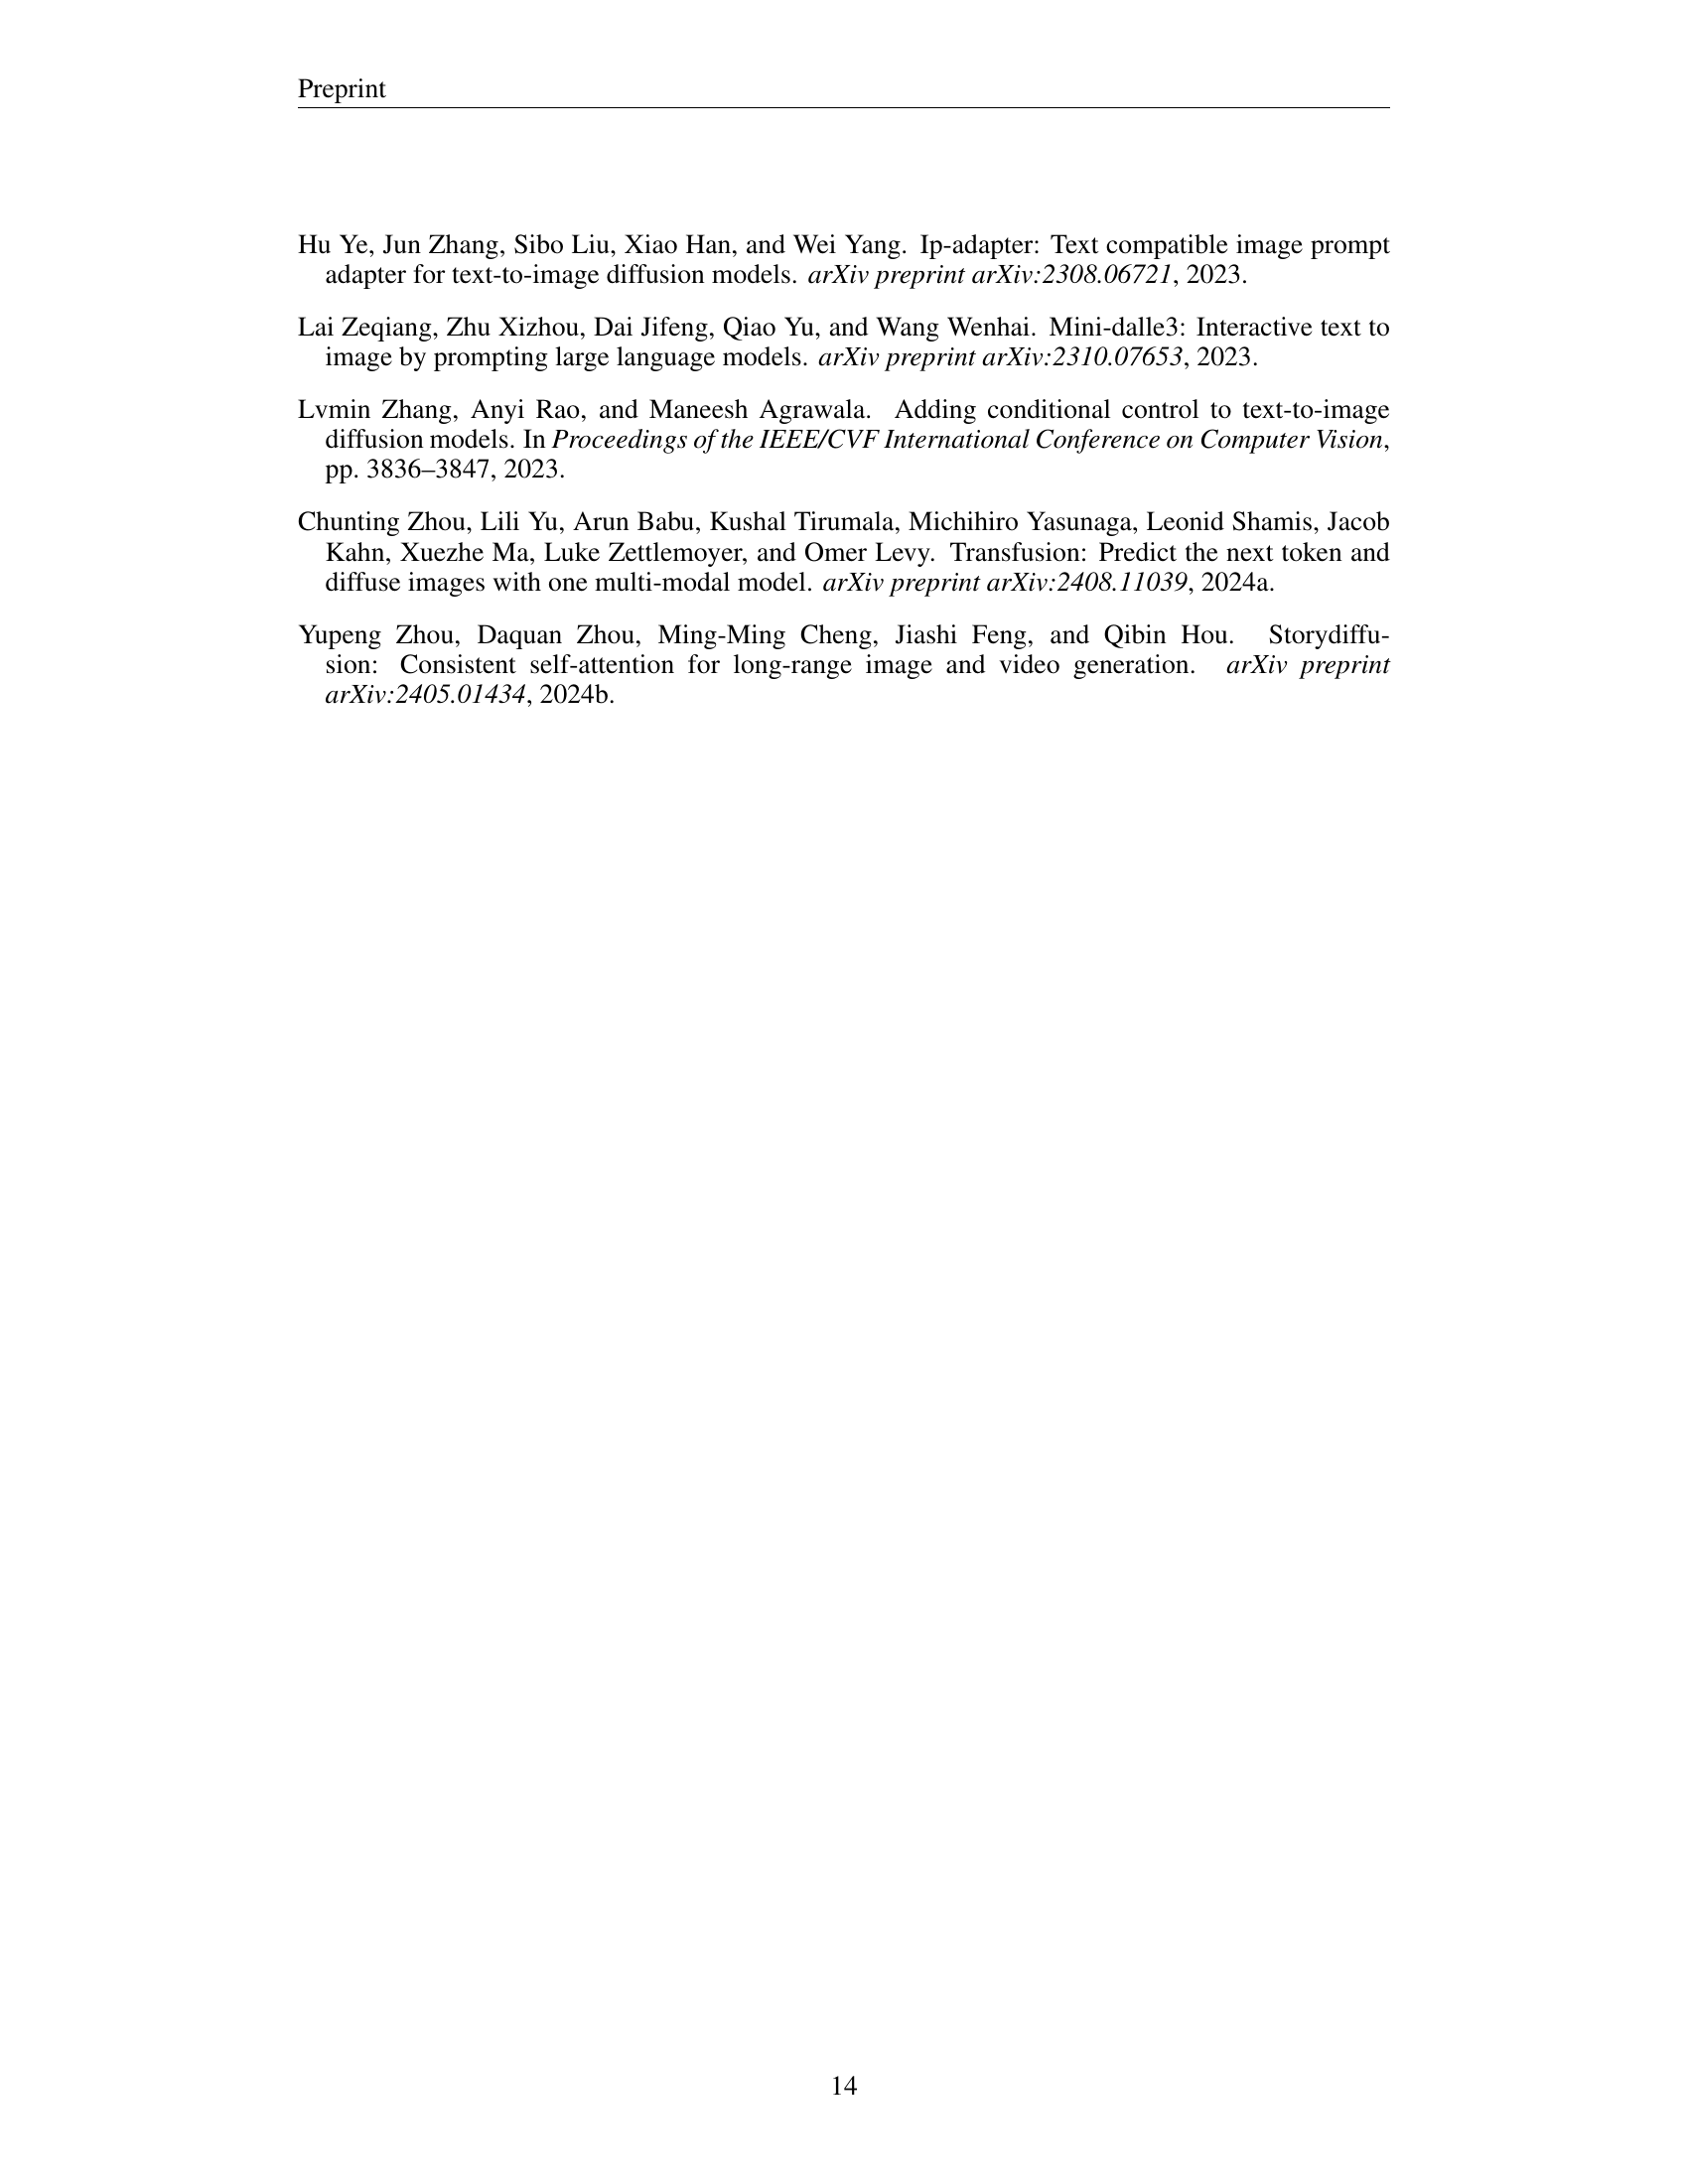 Preprint
Hu Ye, Jun Zhang, Sibo Liu, Xiao Han, and Wei Yang. Ip-adapter: Text compatible image prompt
adapter for text-to-image diffusion models. arXiv preprint arXiv:2308.06721, 2023.
Lai Zeqiang, Zhu Xizhou, Dai Jifeng, Qiao Yu, and Wang Wenhai. Mini-dalle3: Interactive text to
image by prompting large language models. arXiv preprint arXiv:2310.07653, 2023.
Lvmin Zhang, Anyi Rao, and Maneesh Agrawala. Adding conditional control to text-to-image
diffusion models. In Proceedings of the IEEE/CVF International Conference on Computer Vision,
pp. 3836–3847, 2023.
Chunting Zhou, Lili Yu, Arun Babu, Kushal Tirumala, Michihiro Yasunaga, Leonid Shamis, Jacob
Kahn, Xuezhe Ma, Luke Zettlemoyer, and Omer Levy. Transfusion: Predict the next token and
diffuse images with one multi-modal model. arXiv preprint arXiv:2408.11039, 2024a.
Yupeng Zhou, Daquan Zhou, Ming-Ming Cheng, Jiashi Feng, and Qibin Hou. Storydiffu-
sion: Consistent self-attention for long-range image and video generation. arXiv preprint
arXiv:2405.01434, 2024b.
14